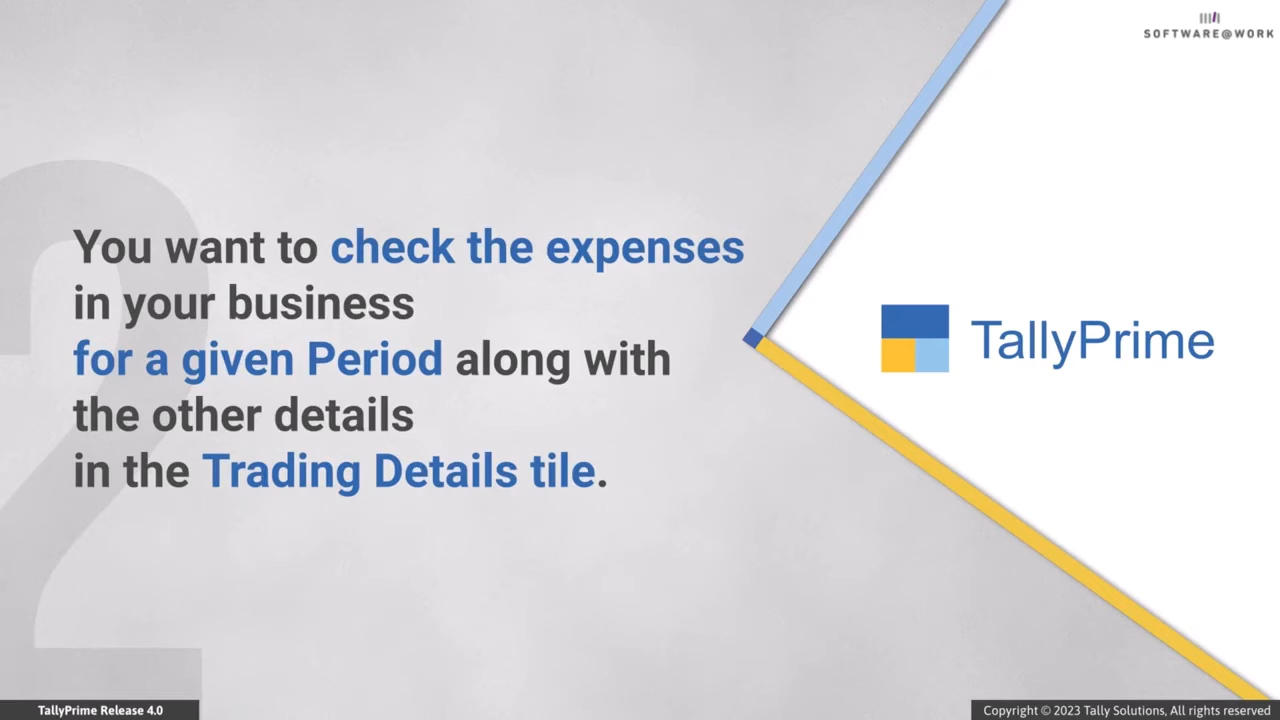 SOFTWARE@WORK
2
You want to check the expenses
in your business
for a given Period along with
the other details
in the Trading Details tile.
TallyPrime
TallyPrime Release 4.0
Copyright © 2023 Tally Solutions, All rights reserved